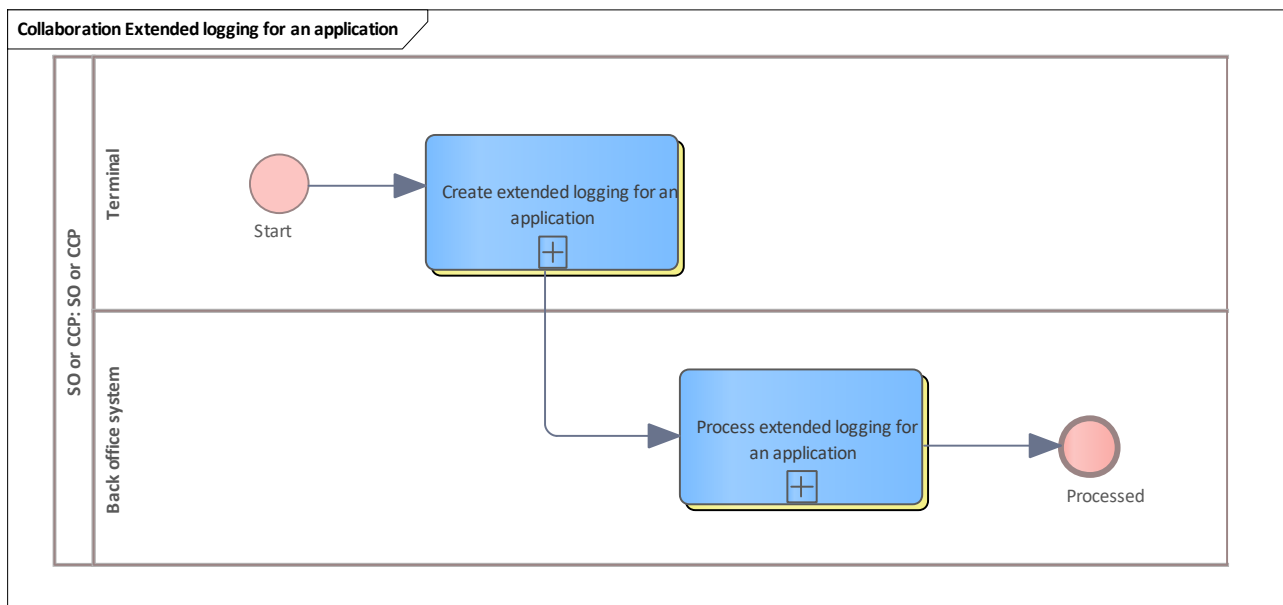 Collaboration Extended logging for an application
SO or CCP: SO or CCP
Terminal
Start
Create extended logging for an
application
Back office system
Process extended logging for
an application
Processed